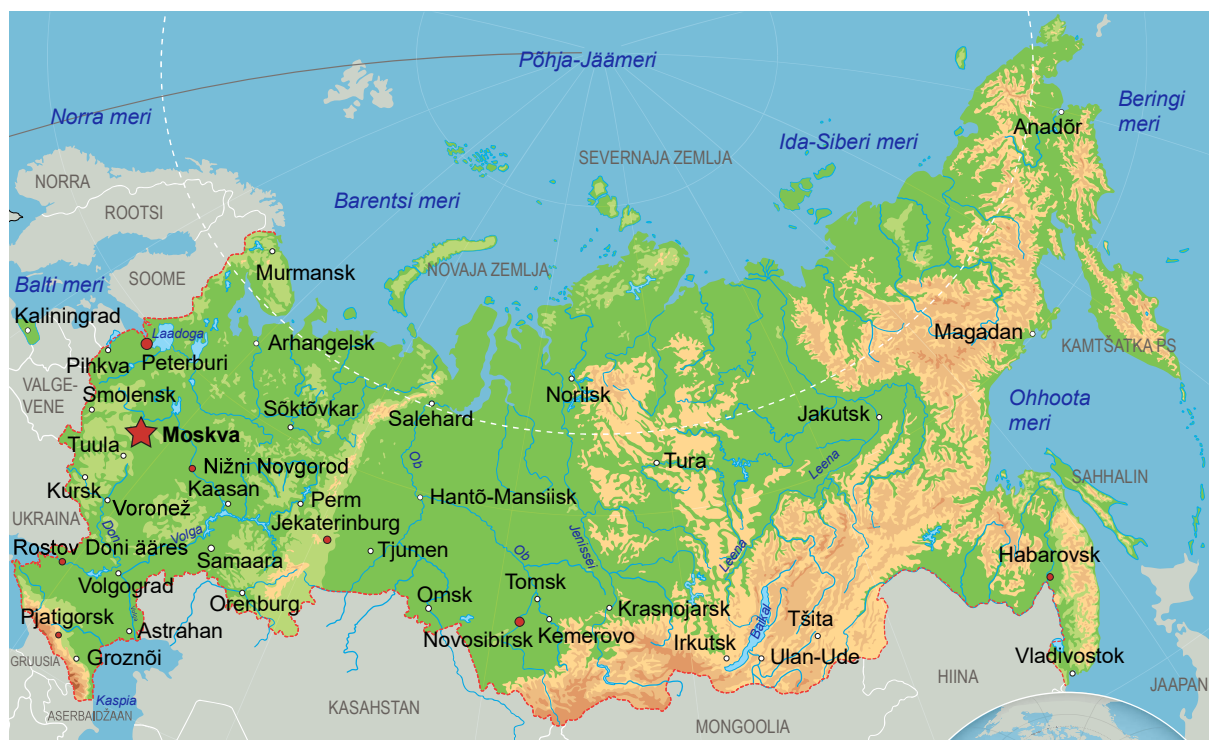 Põhja-Jäämeri
Beringi
meri
Norra meri
Anadõr
Ida-Siberi meri
SEVERNAJA ZEMLJA
NORRA
Barentsi meri
ROOTSI
Murmansk
NOVAJA ZEMLJA
SOOME
Balti meri
Kaliningrad
Laadoga
Magadan
Arhangelsk
KAMTŠATKA PS
Pihkva
Peterburi
VALGE-
VENE
Smolensk
Norilsk
Ohhoota
meri
Sõktõvkar
Salehard
Jakutsk
Moskva
Tuula
Ob
Leena
Tura
Nižni Novgorod
SAHHALIN
Kursk
Kaasan
Perm
Hantõ-Mansiisk
Voronež
UKRAINA
Jekaterinburg
Don
Volga
Jenissei
Rostov Doni ääres
Samaara
Tjumen
Ob
Leena
Habarovsk
Volgograd
Tomsk
Omsk
Orenburg
Krasnojarsk
Pjatigorsk
Astrahan
Novosibirsk
Kemerovo
Baikal
Tšita
Irkutsk
Ulan-Ude
GRUUSIA
Groznõi
Vladivostok
HIINA
JAAPAN
Kaspia
KASAHSTAN
ASERBAIDŽAAN
MONGOOLIA